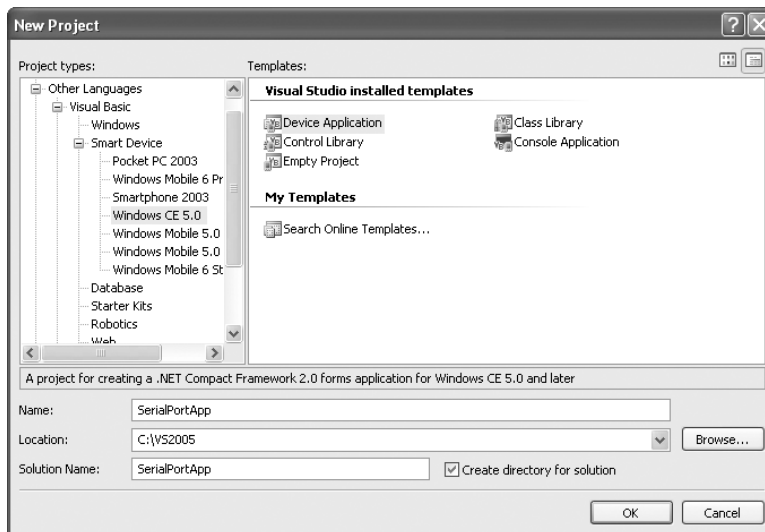 New Project
Project types:
Templates:
Other Languages
Visual Basic
Windows
Smart Device
Pocket PC 2003
Windows Mobile 6 Pr
Smartphone 2003
Windows CE 5.0
Windows Mobile 5.0
Windows Mobile 5.0
Windows Mobile 6 St
Database
Starter Kits
Robotics
Web
Visual Studio installed templates
Device Application
Class Library
Control Library
Console Application
Empty Project
My Templates
Search Online Templates...
A project for creating a .NET Compact Framework 2.0 forms application for Windows CE 5.0 and later
Name:
SerialPortApp
Location:
C:\VS2005
Browse...
Solution Name:
SerialPortApp
Create directory for solution
OK
Cancel